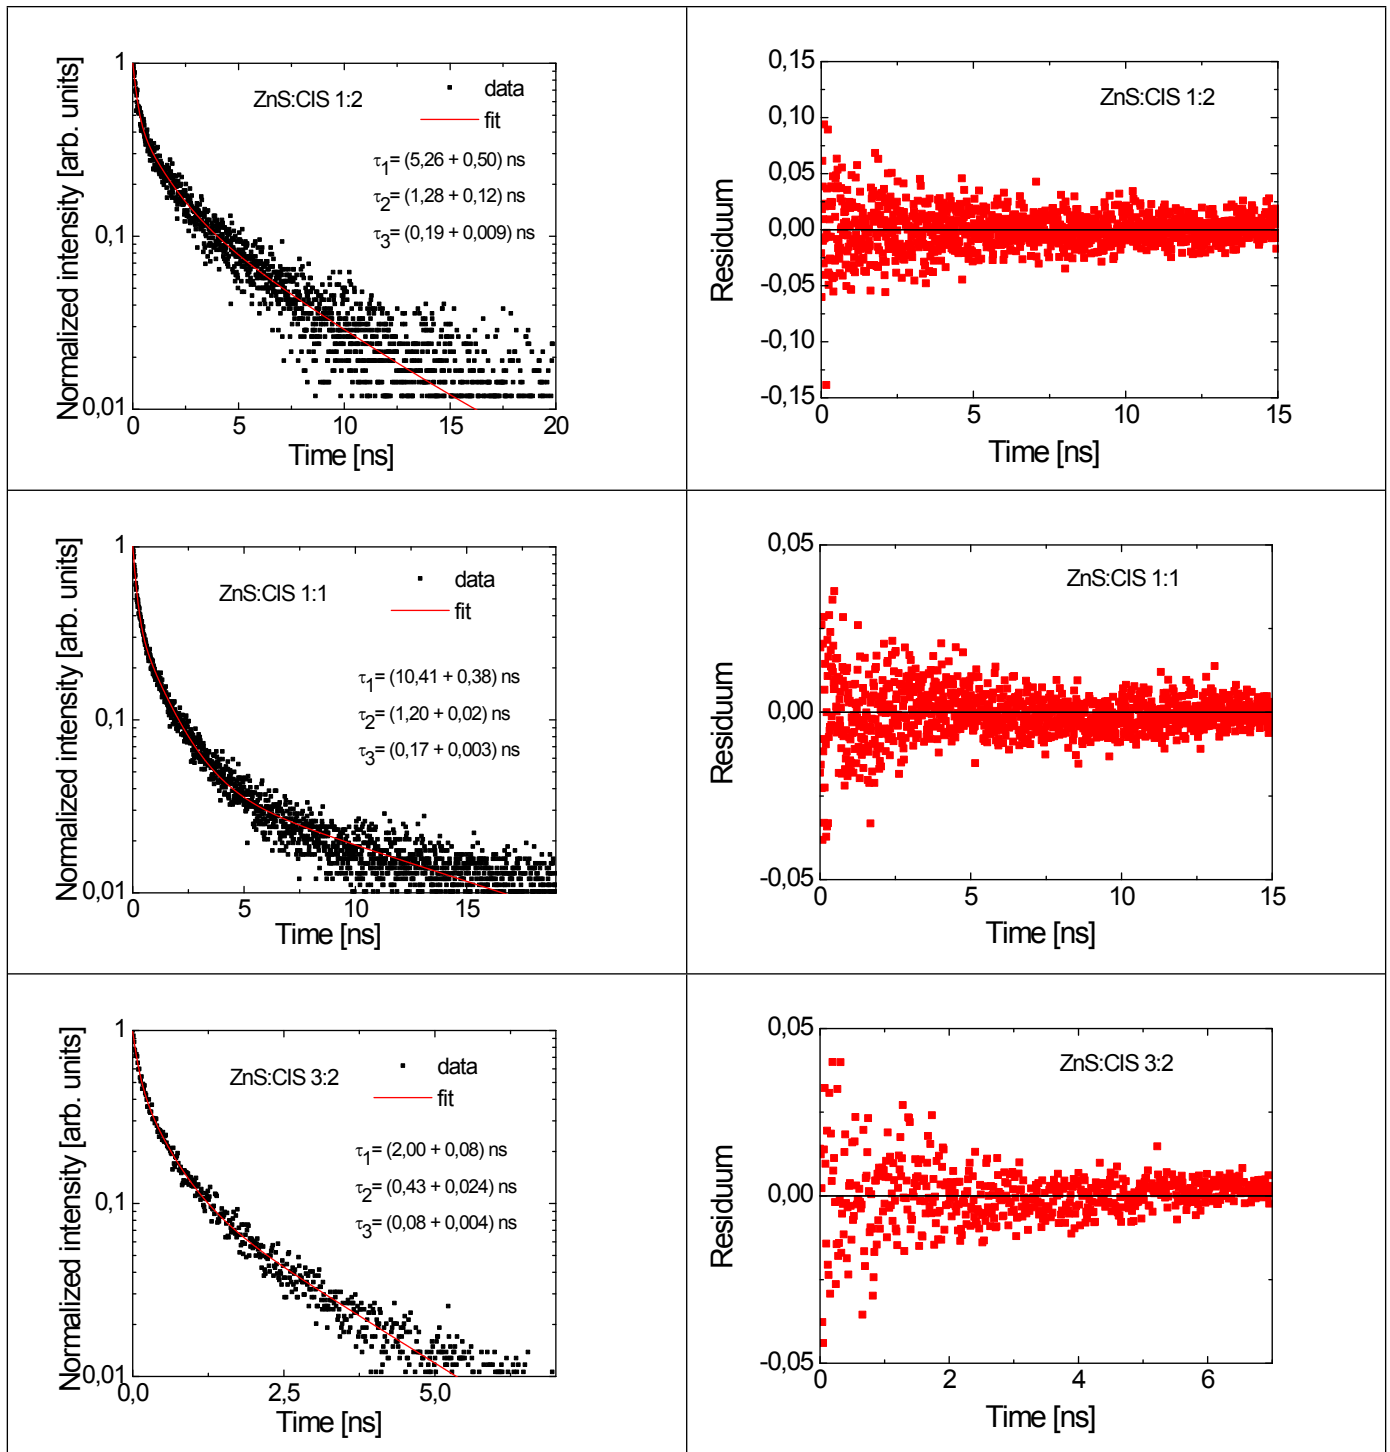 1
0,1
0,01
Normalized intensity [arb. units]
ZnS:CIS 1:2
data
fit
τ1= (5,26 + 0,50) ns
τ2= (1,28 + 0,12) ns
τ3= (0,19 + 0,009) ns
0 5 10 15 20
Time [ns]
0,15
0,10
0,05
0,00
-0,05
-0,10
-0,15
Residuum
ZnS:CIS 1:2
0 5 10 15
Time [ns]
1
0,1
0,01
Normalized intensity [arb. units]
ZnS:CIS 1:1
data
fit
τ1= (10,41 + 0,38) ns
τ2= (1,20 + 0,02) ns
τ3= (0,17 + 0,003) ns
0 5 10 15
Time [ns]
0,05
0,00
-0,05
Residuum
ZnS:CIS 1:1
0 5 10 15
Time [ns]
1
0,1
0,01
Normalized intensity [arb. units]
ZnS:CIS 3:2
data
fit
τ1= (2,00 + 0,08) ns
τ2= (0,43 + 0,024) ns
τ3= (0,08 + 0,004) ns
0,0 2,5 5,0
Time [ns]
0,05
0,00
-0,05
Residuum
ZnS:CIS 3:2
0 2 4 6
Time [ns]